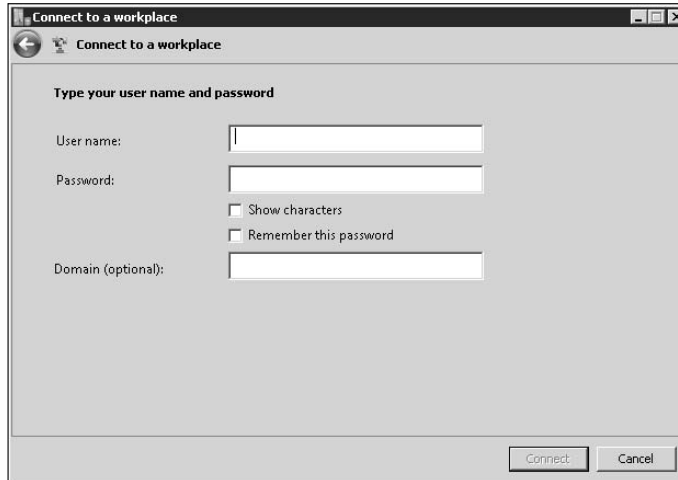 Connect to a workplace
Connect to a workplace
Type your user name and password
User name:
Password:
Show characters
Remember this password
Domain (optional):
Connect Cancel